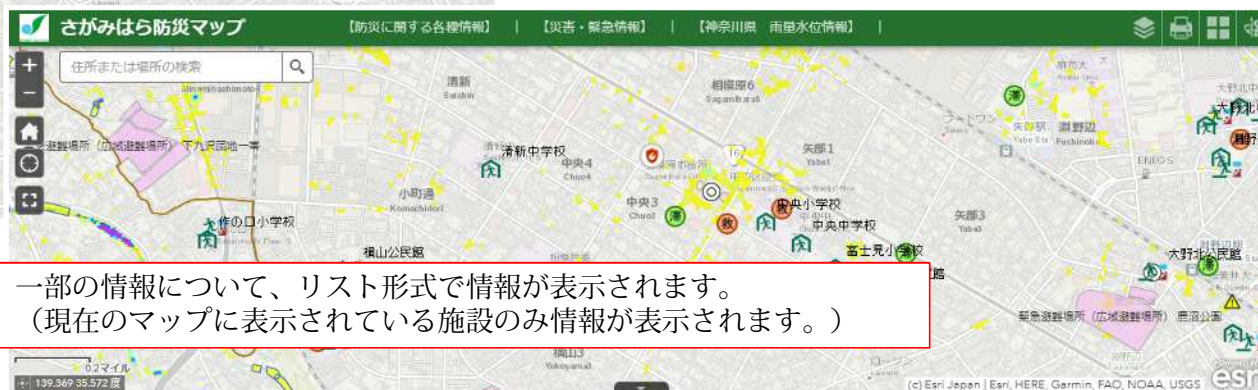 さがみはら防災マップ 【防災に関する各種情報】 | 【災害・緊急情報】 | 【神奈川県 雨量水位情報】 |
住所または場所の検索
清新
Seishin
相模原6
Sagamihara6
矢部駅
Yabe Sta.
淵野辺
Fuchinobe
大野北中
避難場所（広域避難場所） 下九沢団地一帯
清新中学校
中央4
Chuo4
16
矢部1
Yabe1
ENEOS
小町通
Komachidori
中央3
Chuo3
中央小学校
中央中学校
矢部3
Yabe3
作の口小学校
横山公民館
富士見小学校
大野北公民館
一部の情報について、リスト形式で情報が表示されます。
（現在のマップに表示されている施設のみ情報が表示されます。）
緊急避難場所（広域避難場所） 鹿沼公園
横山3
Yokoyama3
0.2マイル
139.369 35.572 度
(c) Esri Japan | Esri, HERE, Garmin, FAO, NOAA, USGS
esri